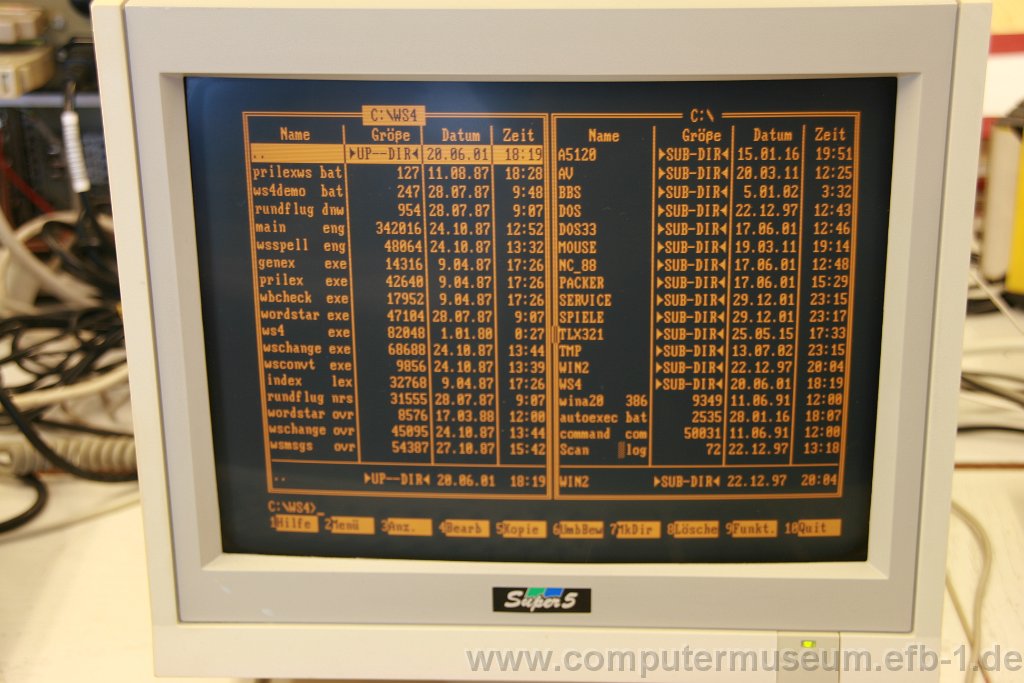 C:\WS4 C:\
Name Größe Datum Zeit Name Größe Datum Zeit
.. ►UP--DIR◄ 20.06.01 18:19 A5120 ►SUB-DIR◄ 15.01.16 19:51
prilexws bat 127 11.08.87 18:28 AV ►SUB-DIR◄ 20.03.11 12:25
ws4demo bat 247 28.07.87 9:48 BBS ►SUB-DIR◄ 5.01.02 3:32
rundflug dnw 954 28.07.87 9:07 DOS ►SUB-DIR◄ 22.12.97 12:43
main eng 342016 24.10.87 12:52 DOS33 ►SUB-DIR◄ 17.06.01 12:46
wsspell eng 48064 24.10.87 13:32 MOUSE ►SUB-DIR◄ 19.03.11 19:14
genex exe 14316 9.04.87 17:26 NC_88 ►SUB-DIR◄ 17.06.01 12:48
prilex exe 42640 9.04.87 17:26 PACKER ►SUB-DIR◄ 17.06.01 15:29
wbcheck exe 17952 9.04.87 17:26 SERVICE ►SUB-DIR◄ 29.12.01 23:15
wordstar exe 47104 28.07.87 9:07 SPIELE ►SUB-DIR◄ 29.12.01 23:17
ws4 exe 82048 1.01.80 0:27 TLX321 ►SUB-DIR◄ 25.05.15 17:33
wschange exe 68688 24.10.87 13:44 TMP ►SUB-DIR◄ 13.07.02 23:15
wsconvt exe 9856 24.10.87 13:39 WIN2 ►SUB-DIR◄ 22.12.97 20:04
index lex 32768 9.04.87 17:26 WS4 ►SUB-DIR◄ 20.06.01 18:19
rundflug nrs 31555 28.07.87 9:07 wina20 386 9349 11.06.91 12:00
wordstar ovr 8576 17.03.88 12:00 autoexec bat 2535 28.01.16 18:07
wschange ovr 45095 24.10.87 13:44 command com 50031 11.06.91 12:00
wsmsgs ovr 54387 27.10.87 15:42 Scan ▒log 72 22.12.97 13:18
.. ►UP--DIR◄ 20.06.01 18:19 WIN2 ►SUB-DIR◄ 22.12.97 20:04
C:\WS4>_
1Hilfe 2Menü 3Anz. 4Bearb 5Kopie 6UmbBew 7MkDir 8Lösche 9Funkt. 10Quit
Super5
www.computermuseum.efb-1.de